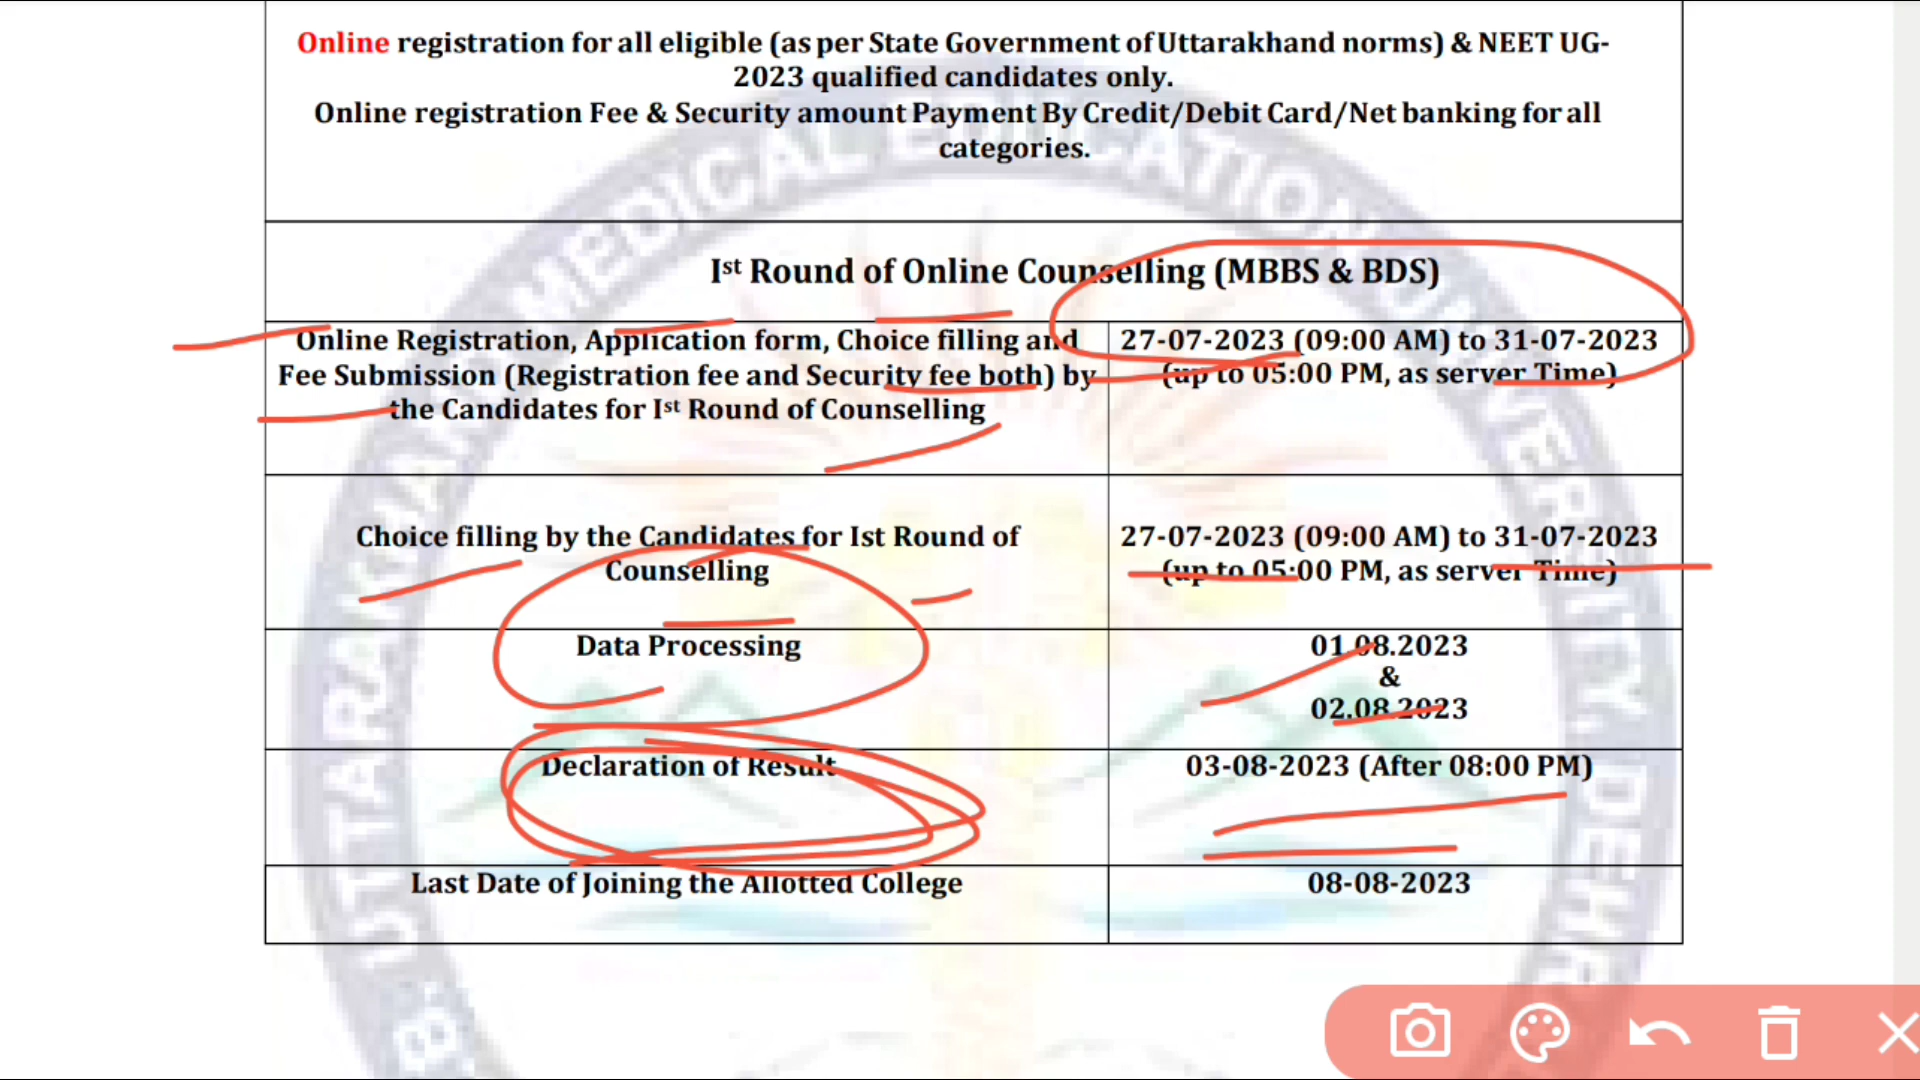 Online registration for all eligible (as per State Government of Uttarakhand norms) & NEET UG-
2023 qualified candidates only.
Online registration Fee & Security amount Payment By Credit/Debit Card/Net banking for all
categories.
Ist Round of Online Counselling (MBBS & BDS)
Online Registration, Application form, Choice filling and
Fee Submission (Registration fee and Security fee both) by
the Candidates for Ist Round of Counselling
27-07-2023 (09:00 AM) to 31-07-2023
(up to 05:00 PM, as server Time)
Choice filling by the Candidates for Ist Round of
Counselling
27-07-2023 (09:00 AM) to 31-07-2023
(up to 05:00 PM, as server Time)
Data Processing
01.08.2023
&
02.08.2023
Declaration of Result
03-08-2023 (After 08:00 PM)
Last Date of Joining the Allotted College
08-08-2023
MEDICAL EDUCATION UNIVERSITY, DEHR